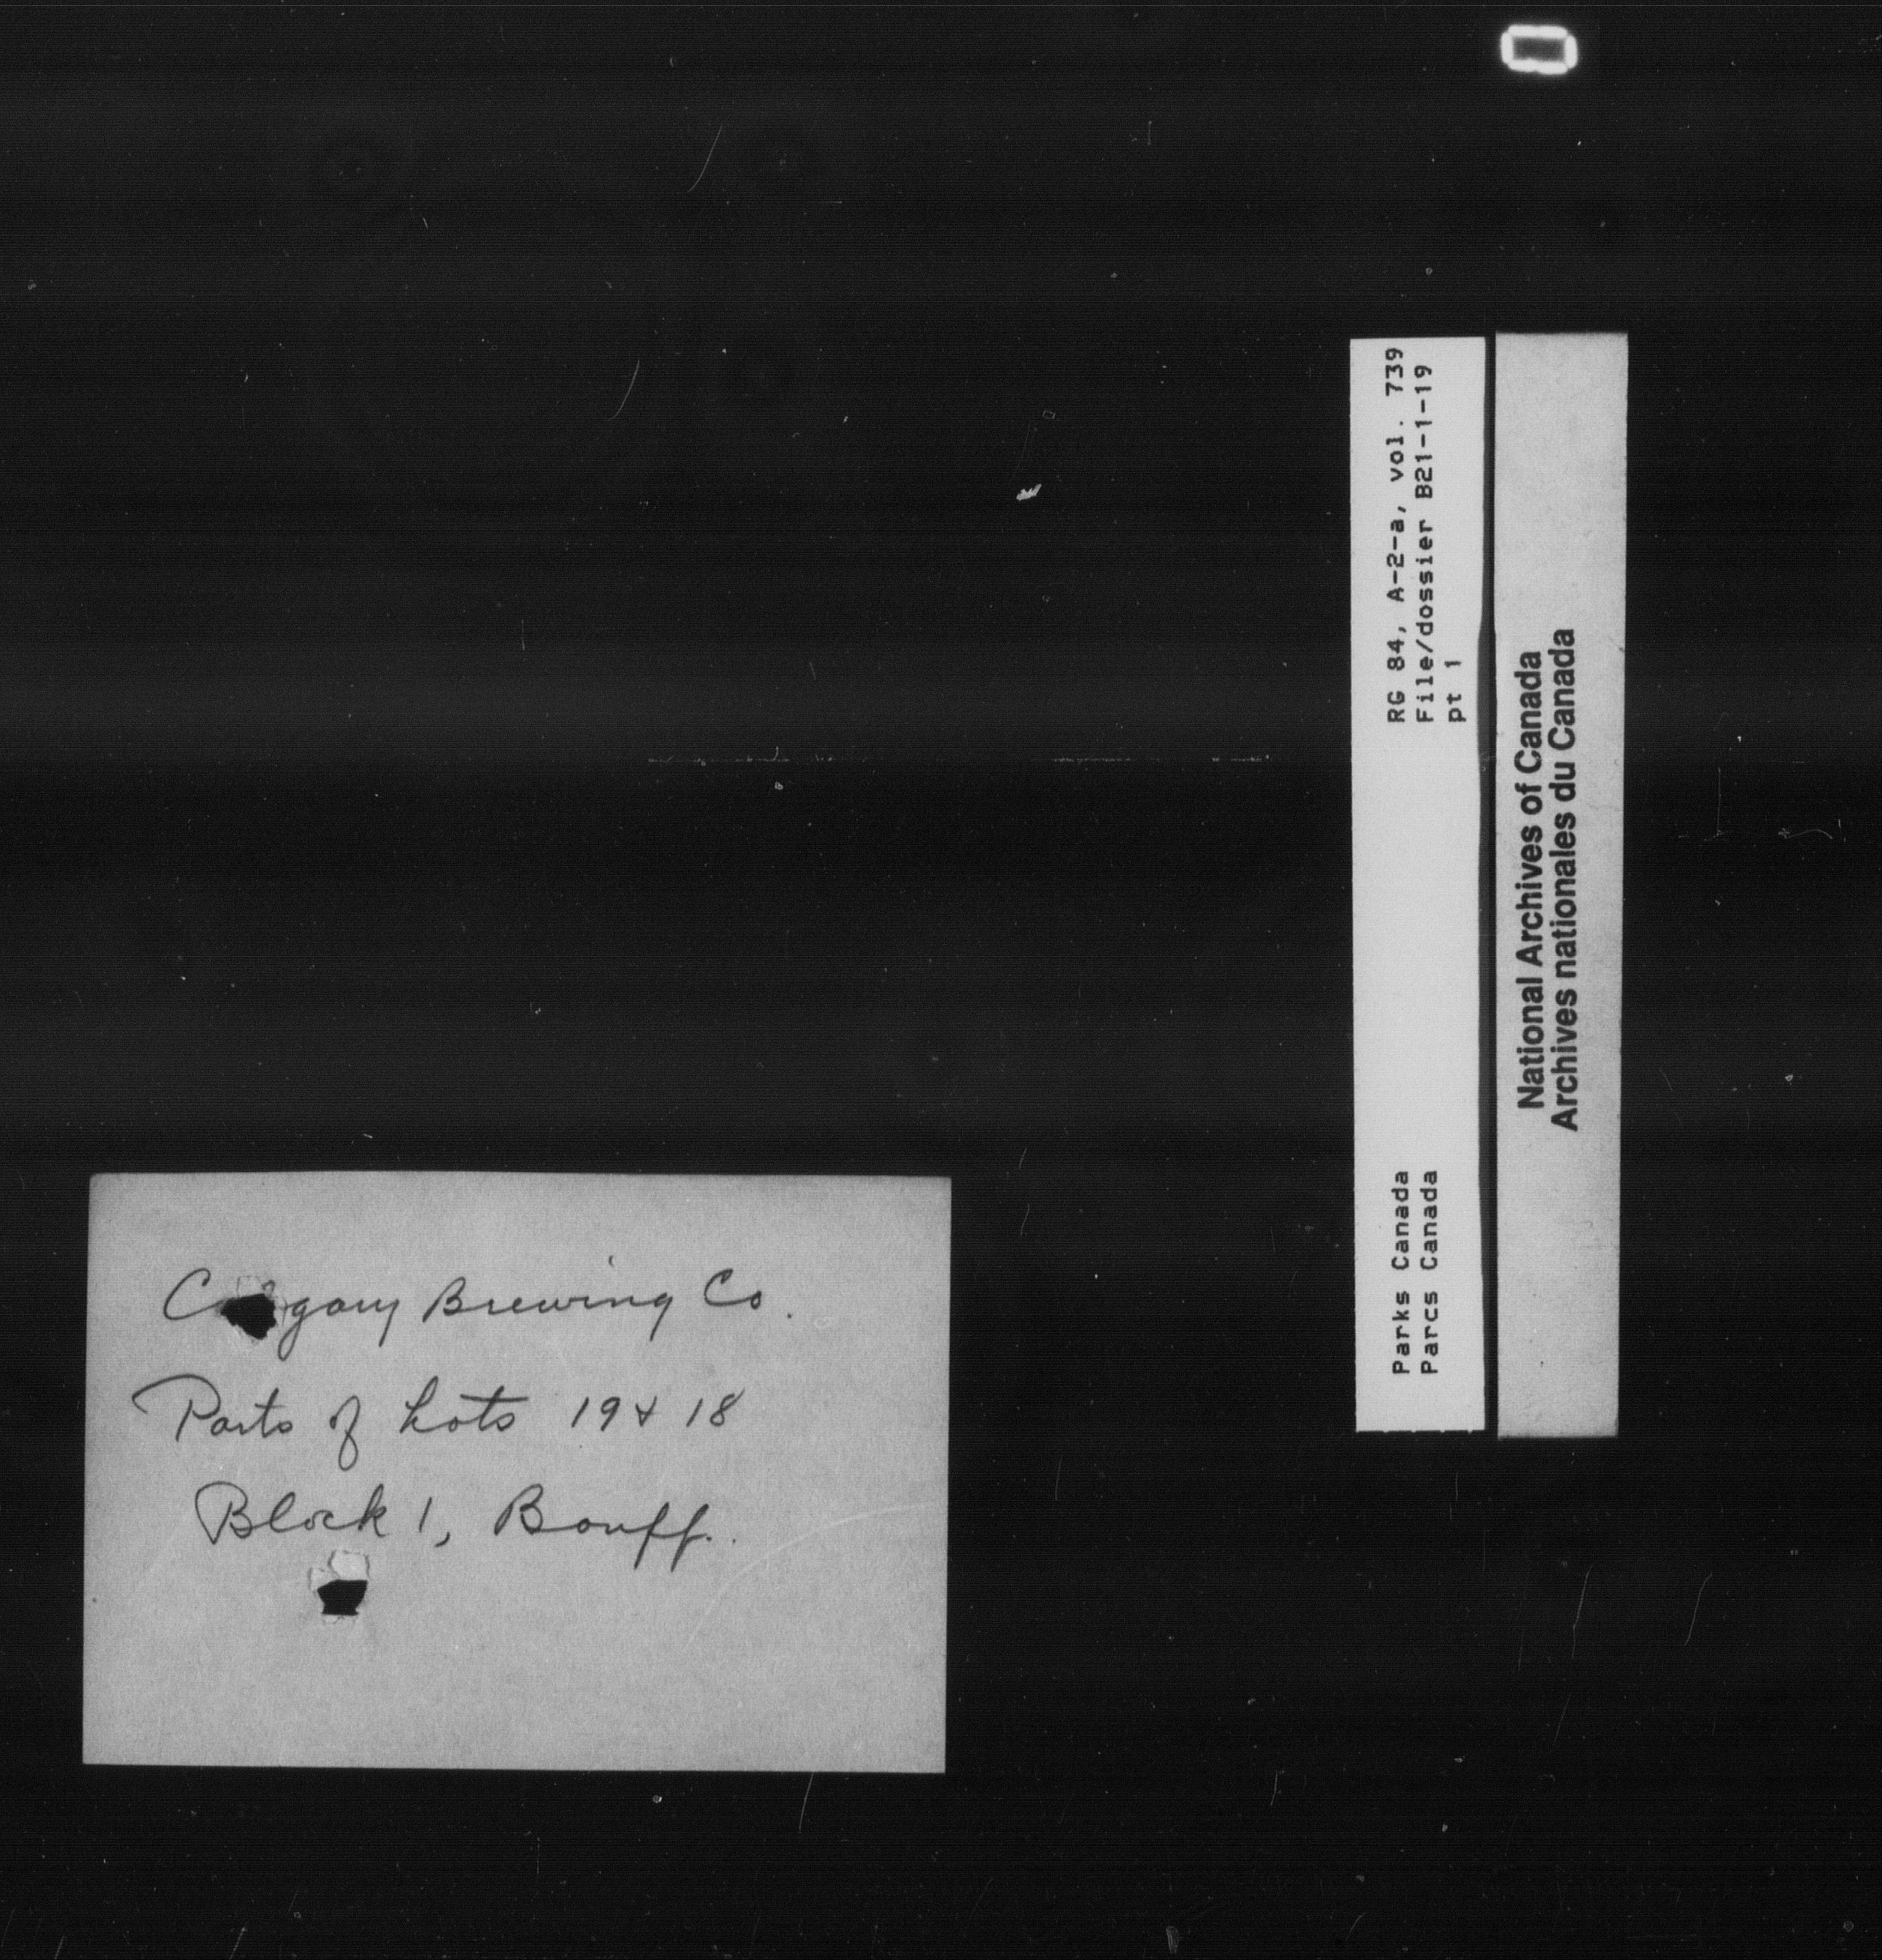 Calgary Brewing Co.
Parts of Lots 19 & 18
Block 1, Banff.
RG 84, A-2-a, vol. 739
File/dossier B21-1-19
pt 1
Parks Canada
Parcs Canada
National Archives of Canada
Archives nationales du Canada